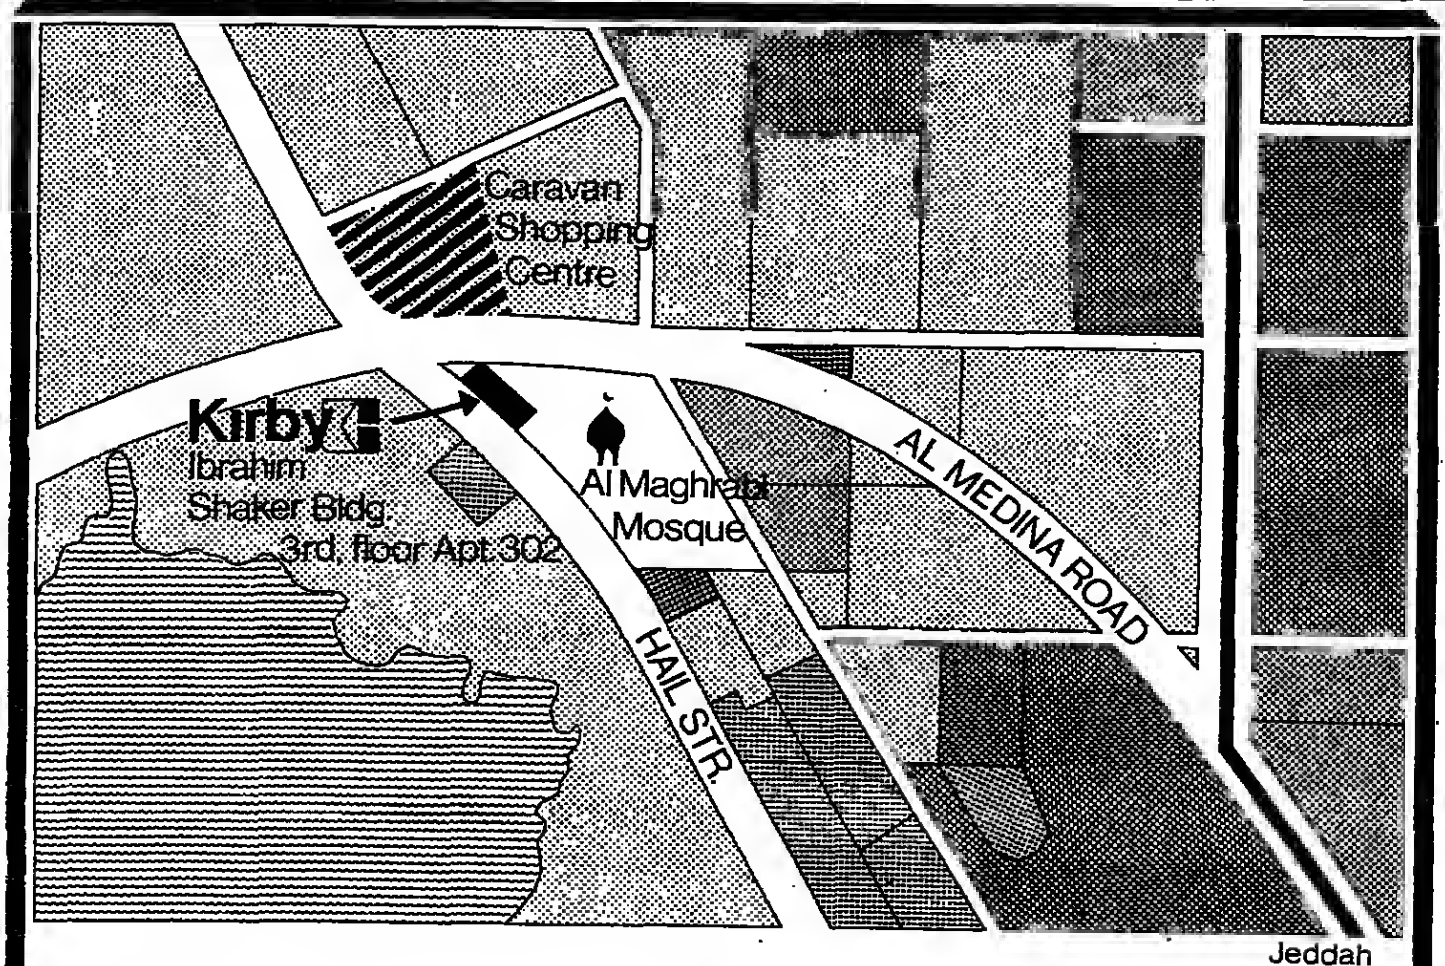 Caravan
Shopping
Centre
Kirby
Ibrahim
Shaker Bldg.
3rd, floor Apt.302
Al Maghrabi
Mosque
AL MEDINA ROAD
HAIL STR.
Jeddah